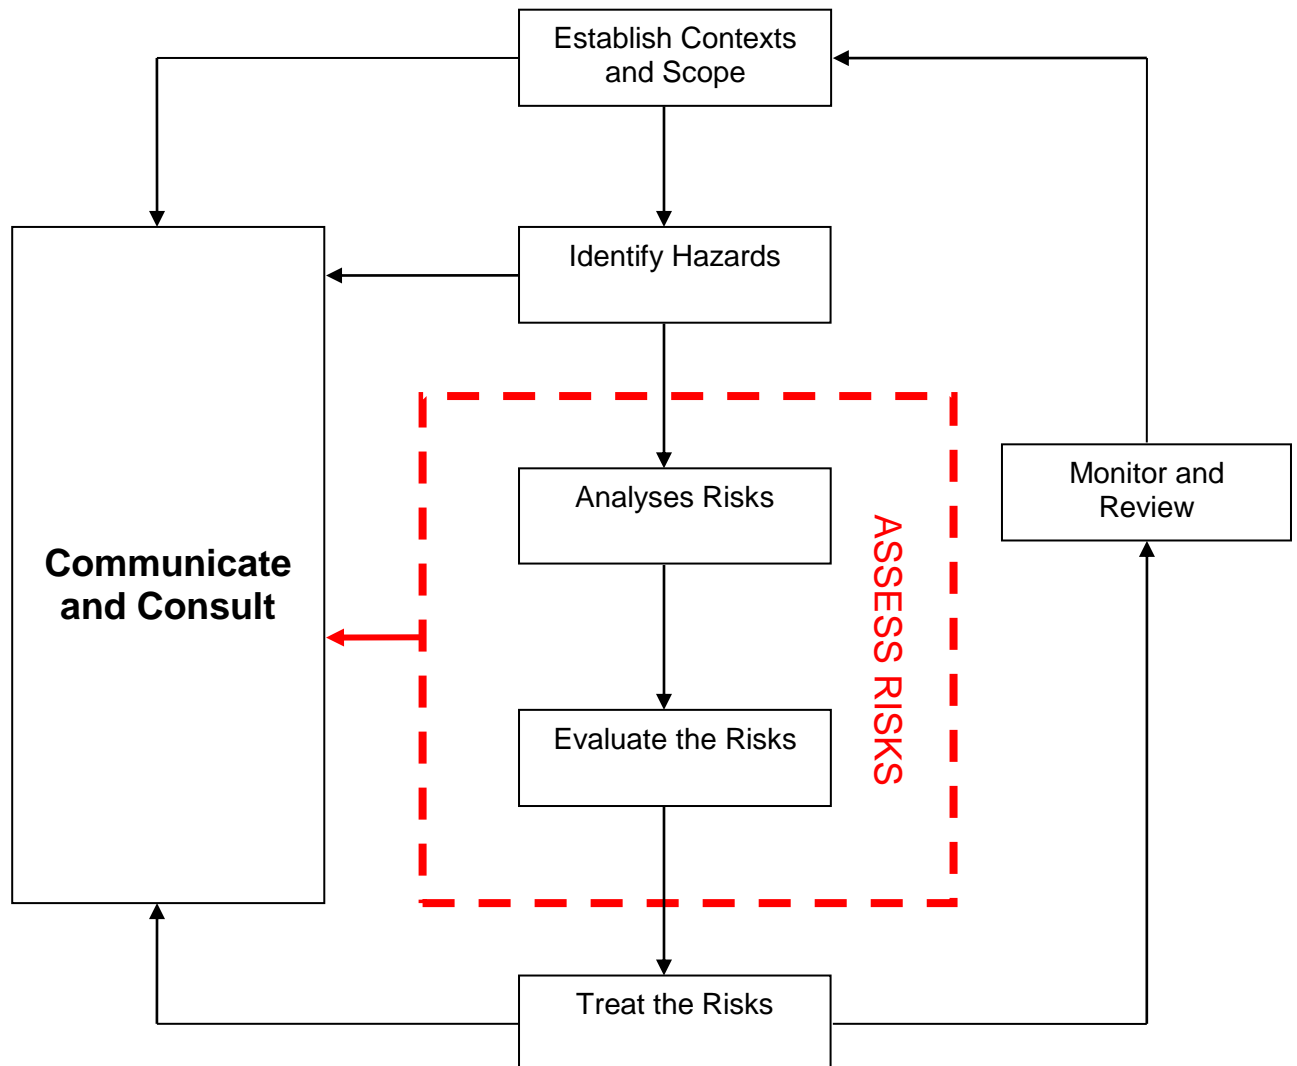 Establish Contexts
and Scope
Identify Hazards
Analyses Risks
Monitor and
Review
ASSESS RISKS
Communicate
and Consult
Evaluate the Risks
Treat the Risks